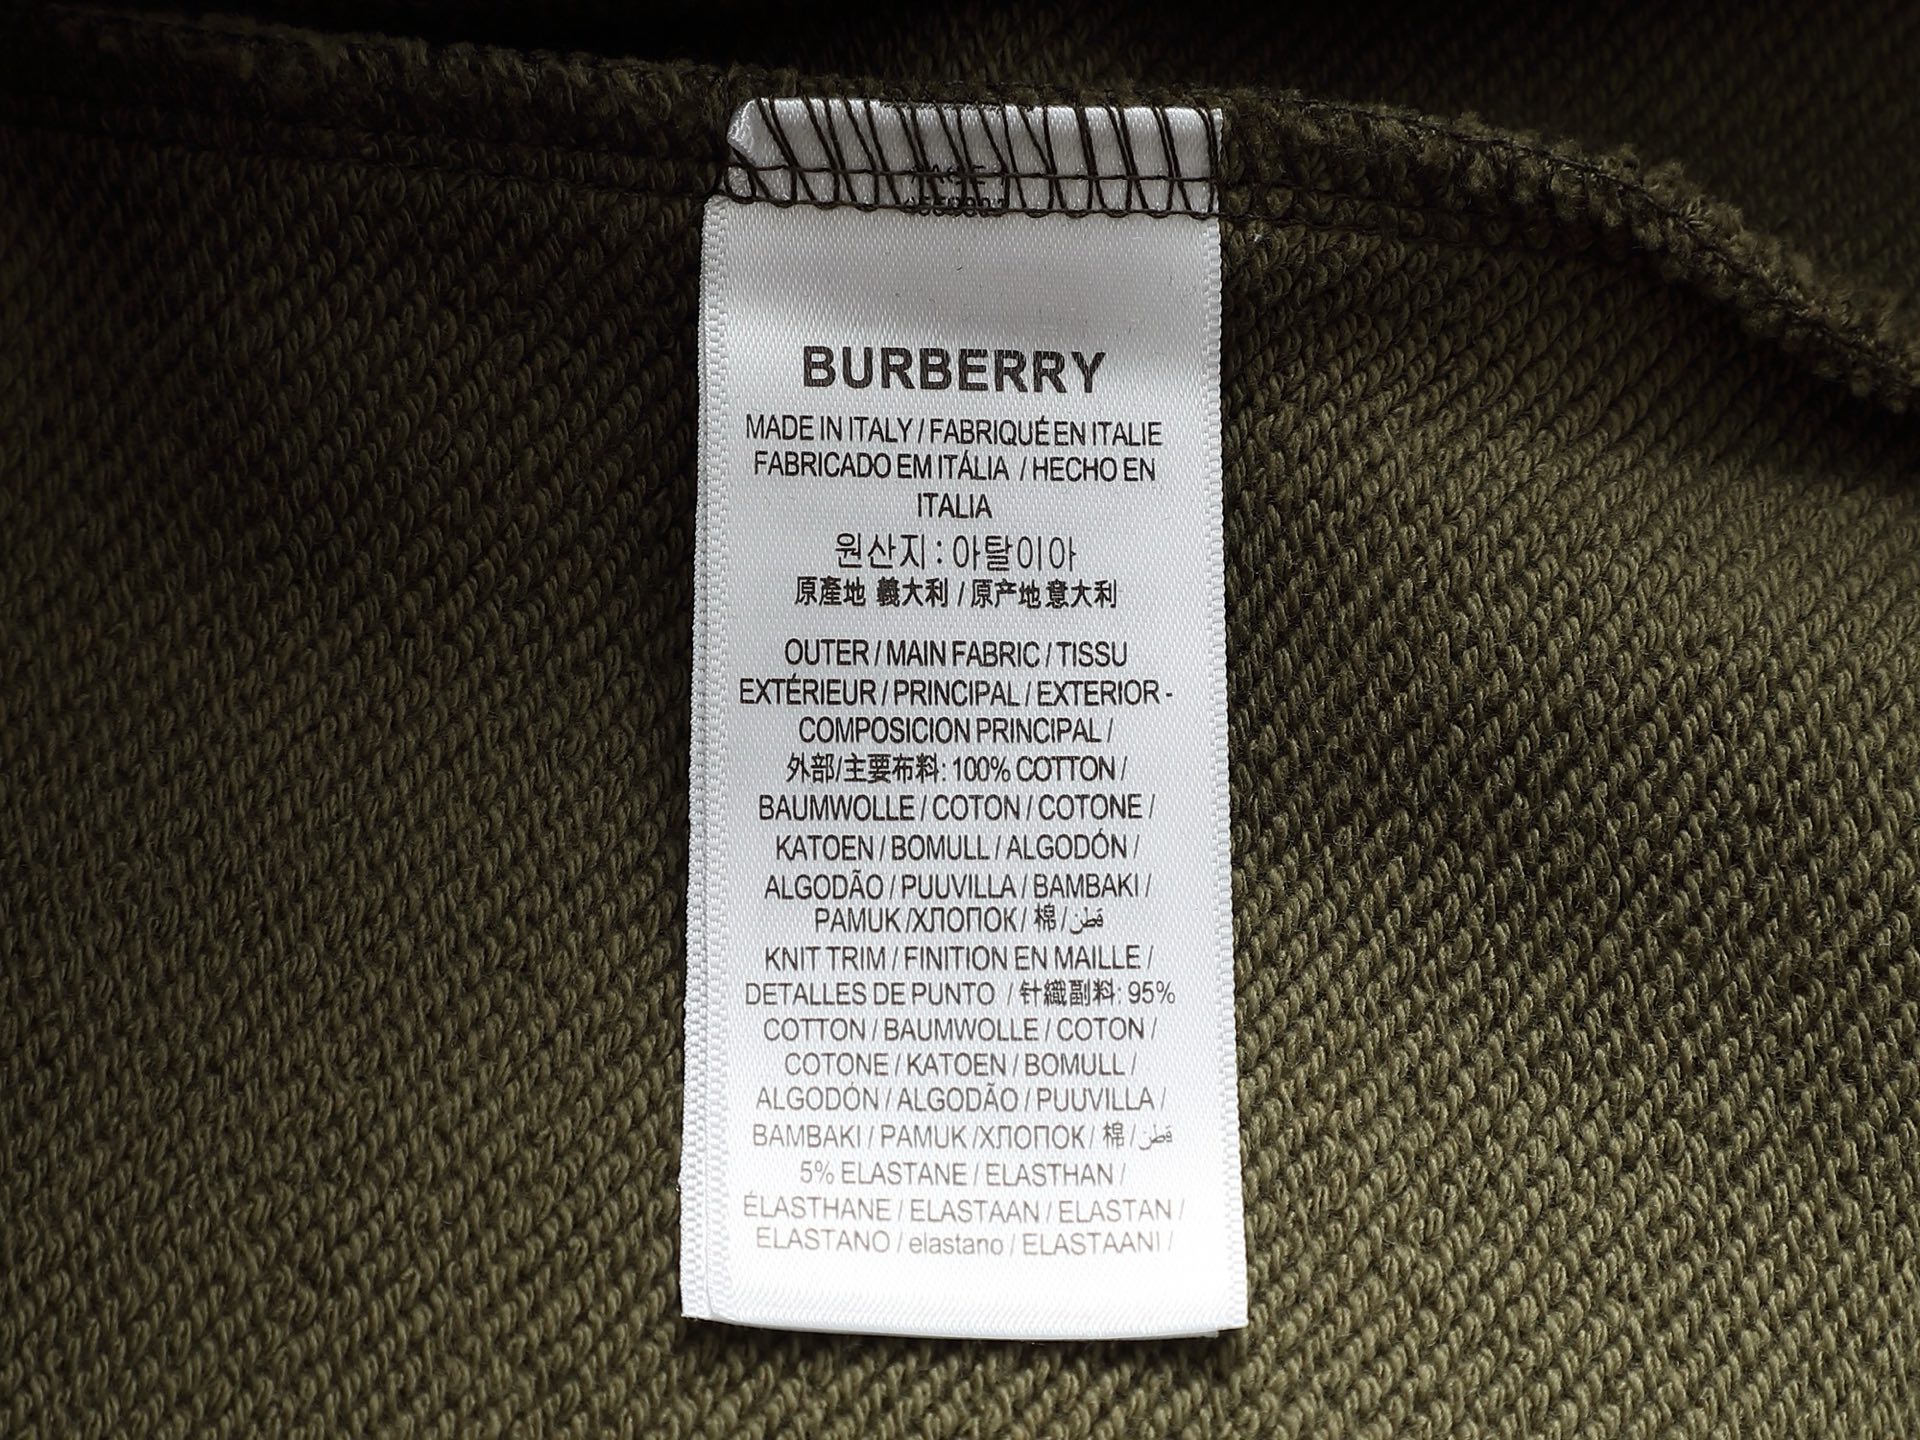 BURBERRY
MADE IN ITALY / FABRIQUÉ EN ITALIE
FABRICADO EM ITÁLIA / HECHO EN
ITALIA
원산지 : 아탈이아
原產地 義大利 / 原产地意大利
OUTER / MAIN FABRIC / TISSU
EXTÉRIEUR / PRINCIPAL / EXTERIOR -
COMPOSICION PRINCIPAL /
外部/主要布料: 100% COTTON /
BAUMWOLLE / COTON / COTONE /
KATOEN / BOMULL / ALGODÓN /
ALGODÃO / PUUVILLA / BAMBAKI /
PAMUK /ХЛОПОК / 棉 / قطن
KNIT TRIM / FINITION EN MAILLE /
DETALLES DE PUNTO / 针織副料: 95%
COTTON / BAUMWOLLE / COTON /
COTONE / KATOEN / BOMULL /
ALGODÓN / ALGODÃO / PUUVILLA /
BAMBAKI / PAMUK /ХЛОПОК / 棉 / قطن
5% ELASTANE / ELASTHAN /
ÉLASTHANE / ELASTAAN / ELASTAN /
ELASTANO / elastano / ELASTAANI /